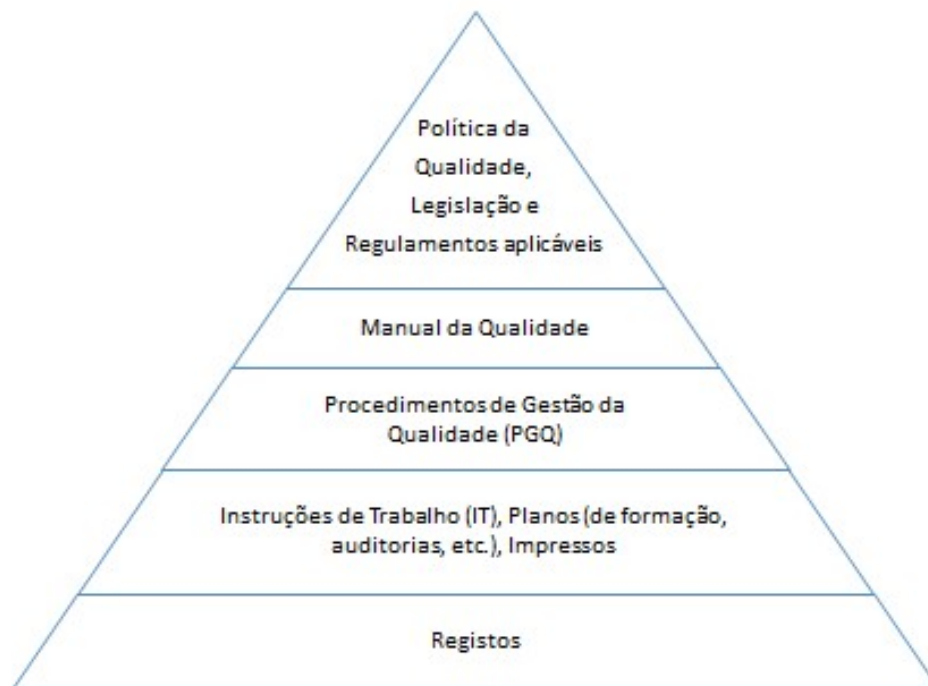 Política da
Qualidade,
Legislação e
Regulamentos aplicáveis
Manual da Qualidade
Procedimentos de Gestão da
Qualidade (PGQ)
Instruções de Trabalho (IT), Planos (de formação,
auditorias, etc.), Impressos
Registos